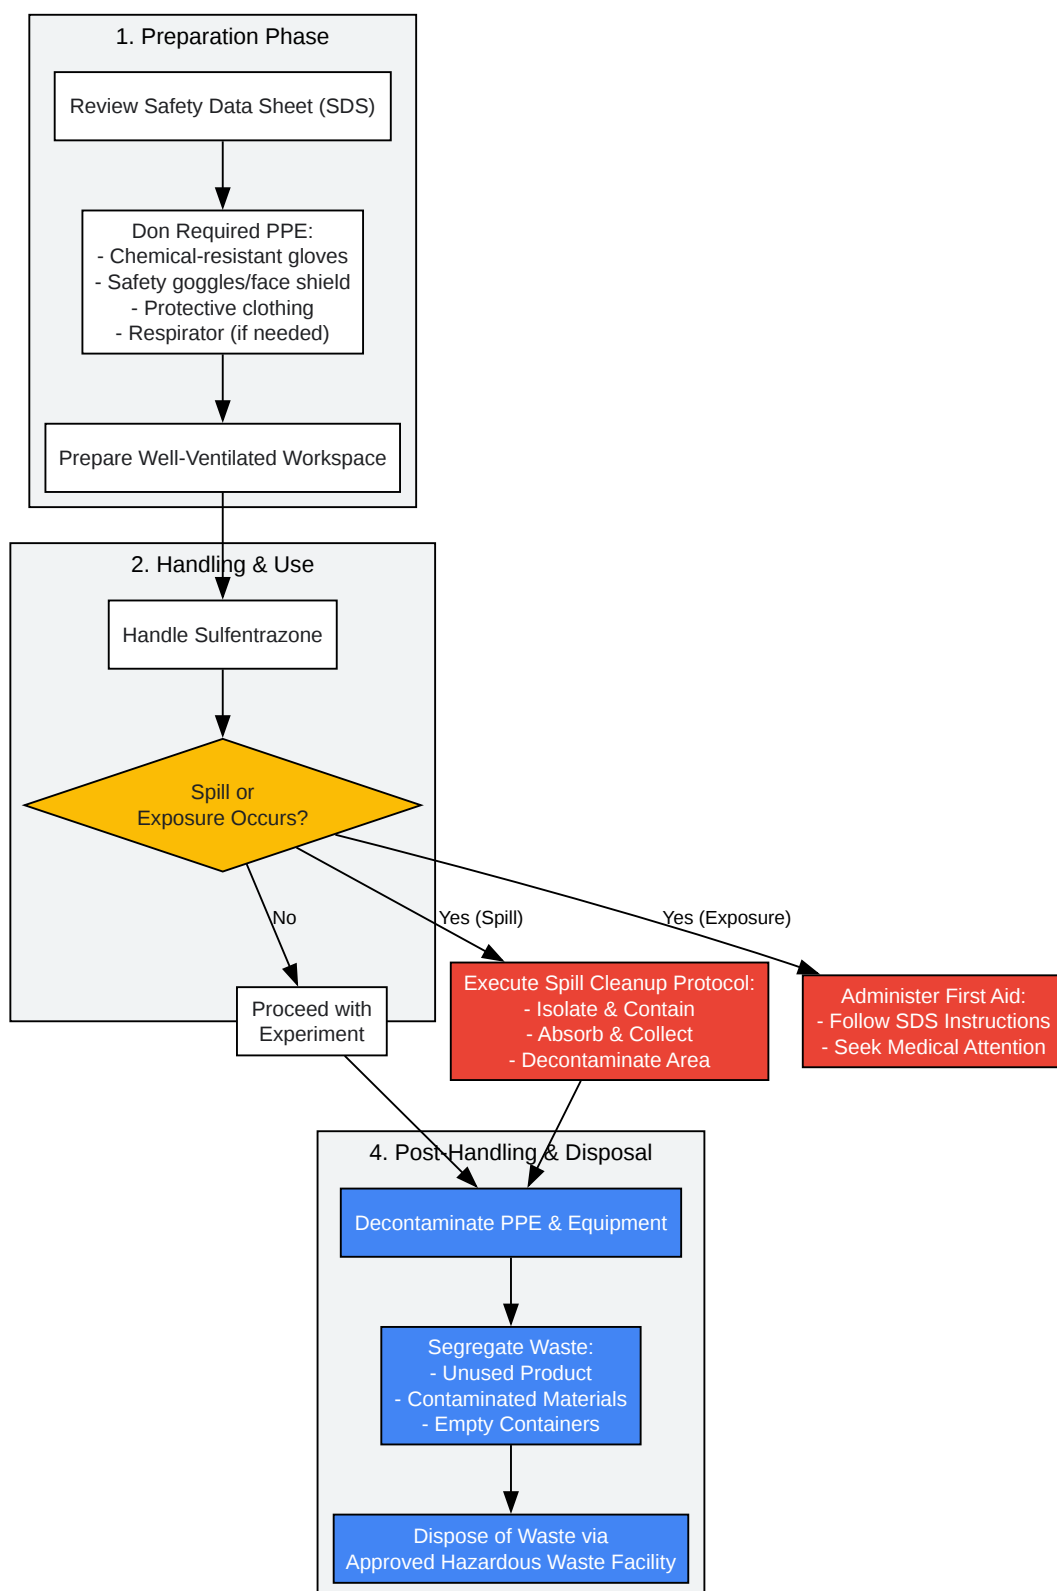 1. Preparation Phase
Review Safety Data Sheet (SDS)
Don Required PPE:
- Chemical-resistant gloves
- Safety goggles/face shield
- Protective clothing
- Respirator (if needed)
Prepare Well-Ventilated Workspace
2. Handling & Use
Handle Sulfentrazone
Spill or
Exposure Occurs?
No
Yes (Spill)
Yes (Exposure)
Proceed with
Experiment
Execute Spill Cleanup Protocol:
- Isolate & Contain
- Absorb & Collect
- Decontaminate Area
Administer First Aid:
- Follow SDS Instructions
- Seek Medical Attention
4. Post-Handling & Disposal
Decontaminate PPE & Equipment
Segregate Waste:
- Unused Product
- Contaminated Materials
- Empty Containers
Dispose of Waste via
Approved Hazardous Waste Facility